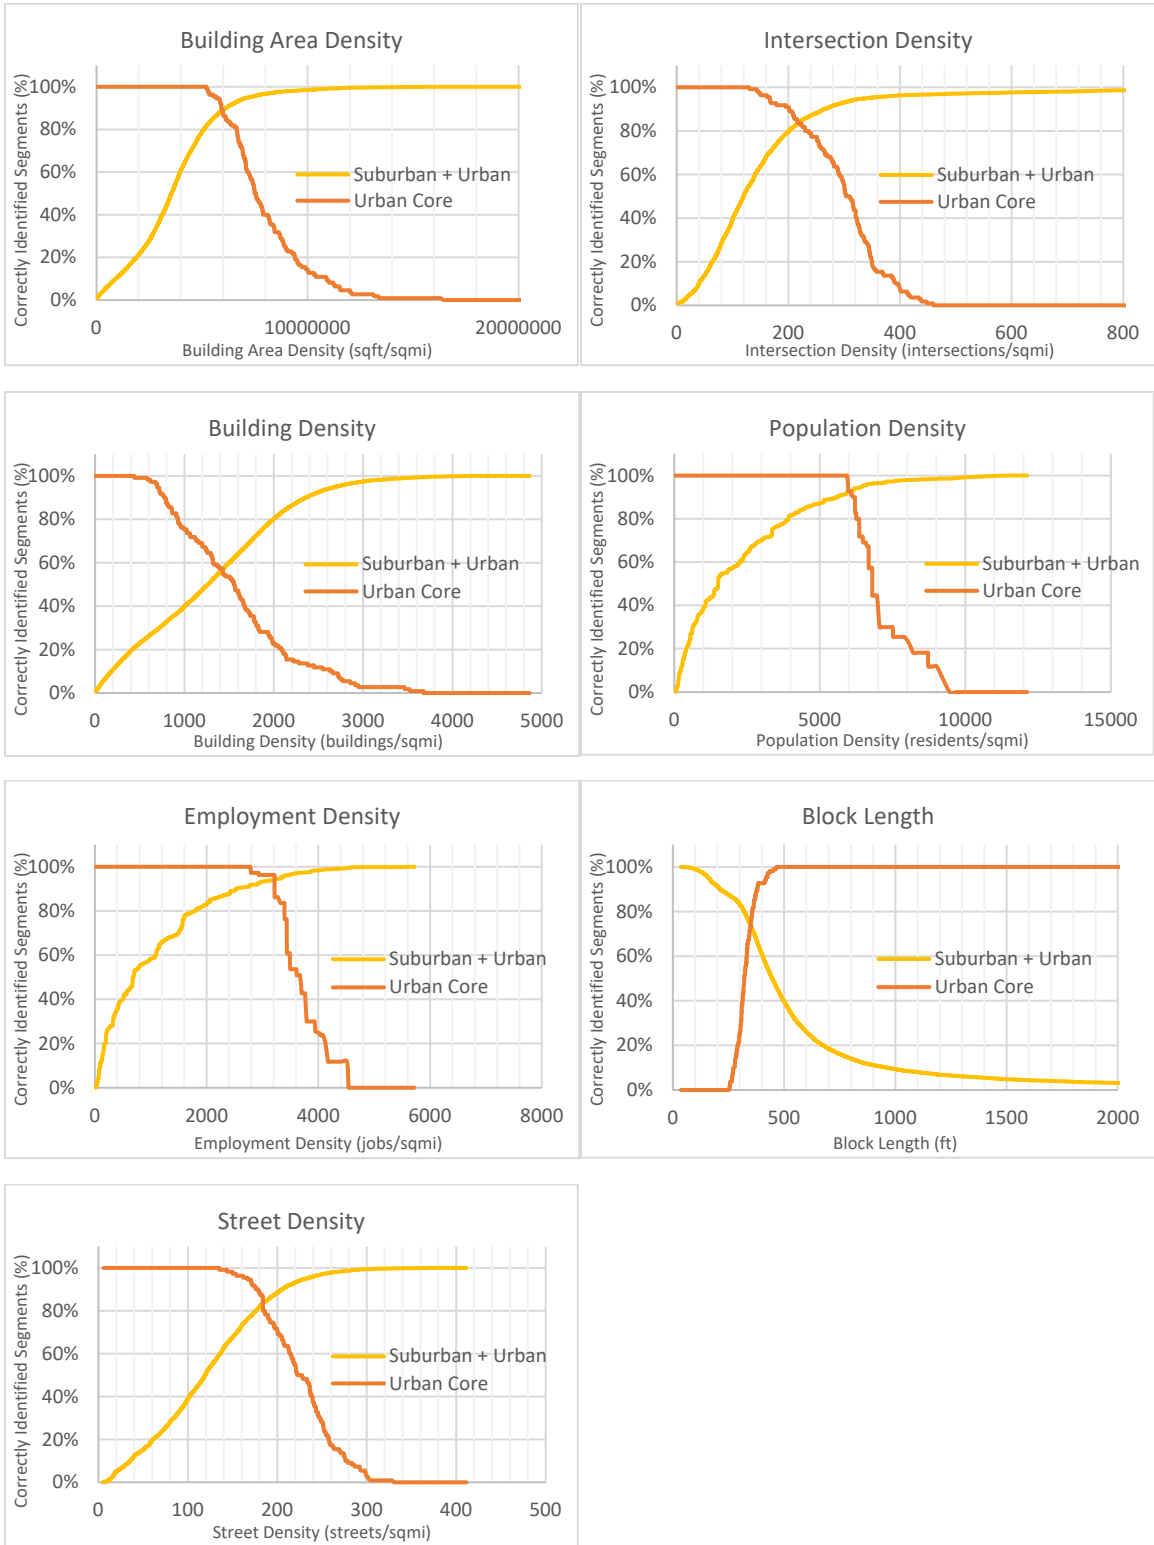 Building Area Density
Correctly Identified Segments (%)
100%
80%
60%
40%
20%
0%
Suburban + Urban
Urban Core
0 10000000 20000000
Building Area Density (sqft/sqmi)
Intersection Density
Correctly Identified Segments (%)
100%
80%
60%
40%
20%
0%
Suburban + Urban
Urban Core
0 200 400 600 800
Intersection Density (intersections/sqmi)
Building Density
Correctly Identified Segments (%)
100%
80%
60%
40%
20%
0%
Suburban + Urban
Urban Core
0 1000 2000 3000 4000 5000
Building Density (buildings/sqmi)
Population Density
Correctly Identified Segments (%)
100%
80%
60%
40%
20%
0%
Suburban + Urban
Urban Core
0 5000 10000 15000
Population Density (residents/sqmi)
Employment Density
Correctly Identified Segments (%)
100%
80%
60%
40%
20%
0%
Suburban + Urban
Urban Core
0 2000 4000 6000 8000
Employment Density (jobs/sqmi)
Block Length
Correctly Identified Segments (%)
100%
80%
60%
40%
20%
0%
Suburban + Urban
Urban Core
0 500 1000 1500 2000
Block Length (ft)
Street Density
Correctly Identified Segments (%)
100%
80%
60%
40%
20%
0%
Suburban + Urban
Urban Core
0 100 200 300 400 500
Street Density (streets/sqmi)